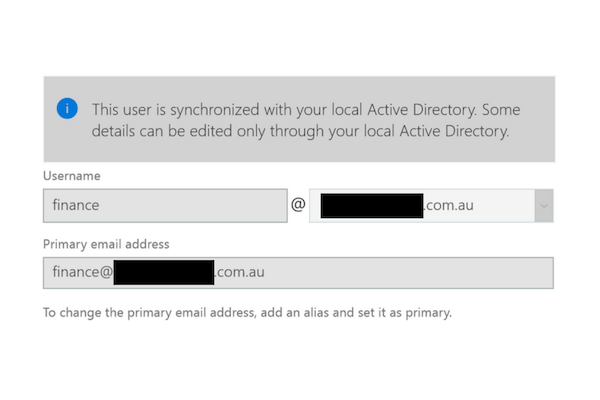 This user is synchronized with your local Active Directory. Some
details can be edited only through your local Active Directory.
Username
finance @ .com.au
Primary email address
finance@ .com.au
To change the primary email address, add an alias and set it as primary.